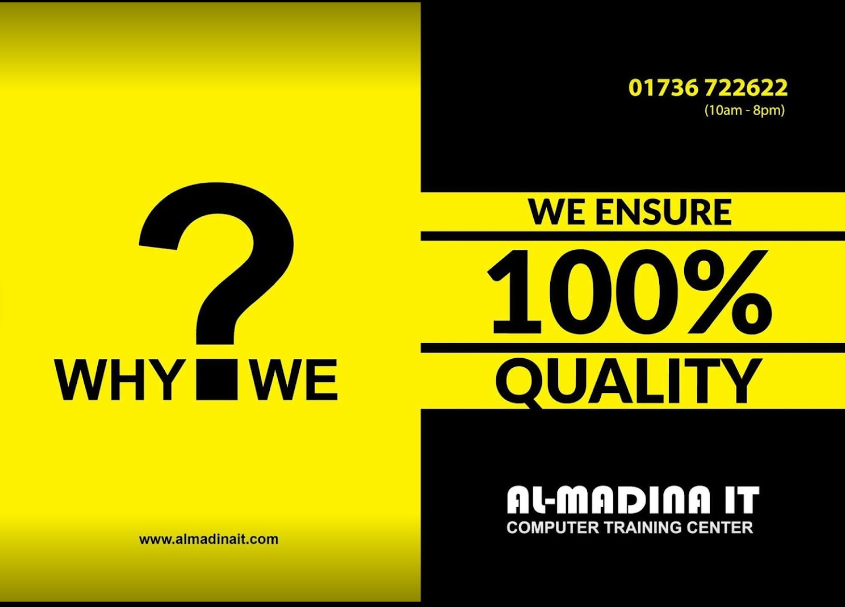 ?
WHY WE
www.almadinait.com
01736 722622
(10am - 8pm)
WE ENSURE
100%
QUALITY
AL-MADINA IT
COMPUTER TRAINING CENTER